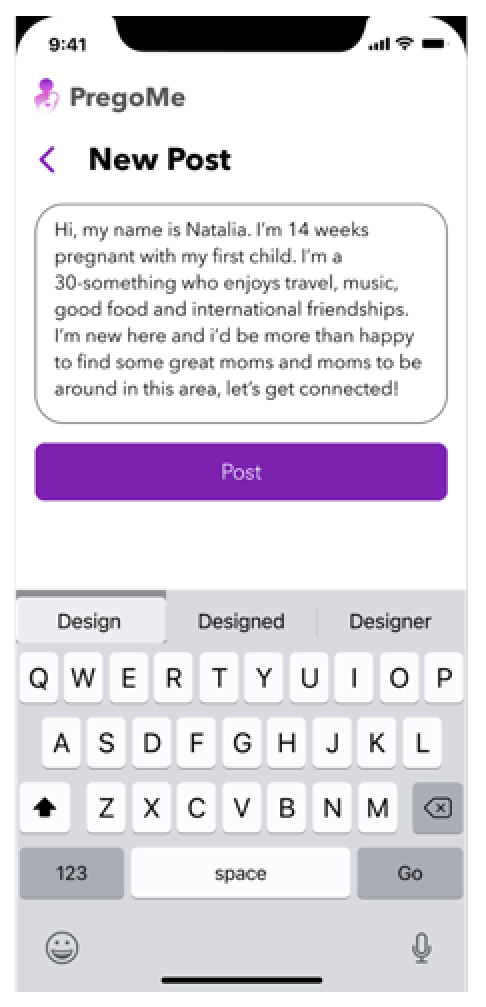 9:41
PregoMe
New Post
Hi, my name is Natalia. I'm 14 weeks
pregnant with my first child. I'm a
30-something who enjoys travel, music,
good food and international friendships.
I'm new here and i'd be more than happy
to find some great moms and moms to be
around in this area, let's get connected!
Post
Design Designed Designer
Q W E R T Y U I O P
A S D F G H J K L
Z X C V B N M
123 space Go